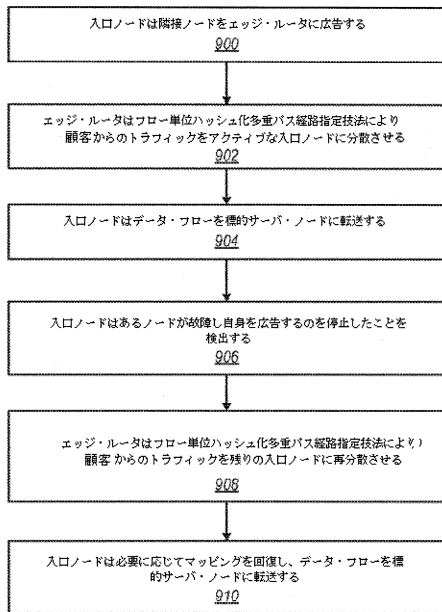 入口ノードは隣接ノードをエッジ・ルータに広告する
900
エッジ・ルータはフロー単位ハッシュ化多重パス経路指定技法により
顧客からのトラフィックをアクティブな入口ノードに分散させる
902
入口ノードはデータ・フローを標的サーバ・ノードに転送する
904
入口ノードはあるノードが故障し自身を広告するのを停止したことを
検出する
906
エッジ・ルータはフロー単位ハッシュ化多重パス経路指定技法により
顧客からのトラフィックを残りの入口ノードに再分散させる
908
入口ノードは必要に応じてマッピングを回復し、データ・フローを標
的サーバ・ノードに転送する
910